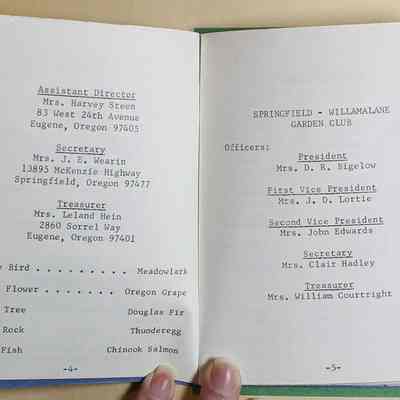 Assistant Director
Mrs. Harvey Steen
83 West 24th Avenue
Eugene, Oregon 97405
Secretary
Mrs. J. E. Wearin
13895 McKenzie Highway
Springfield, Oregon 97477
Treasurer
Mrs. Leland Hein
2860 Sorrel Way
Eugene, Oregon 97401
Bird . . . . . . . . . Meadowlark
Flower . . . . . . Oregon Grape
Tree Douglas Fir
Rock Thunderegg
Fish Chinook Salmon
-4-
SPRINGFIELD - WILLAMALANE
GARDEN CLUB
Officers:
President
Mrs. D. R. Sigelow
First Vice President
Mrs. J. D. Lottie
Second Vice President
Mrs. John Edwards
Secretary
Mrs. Clair Hadley
Treasurer
Mrs. William Courtright
-5-